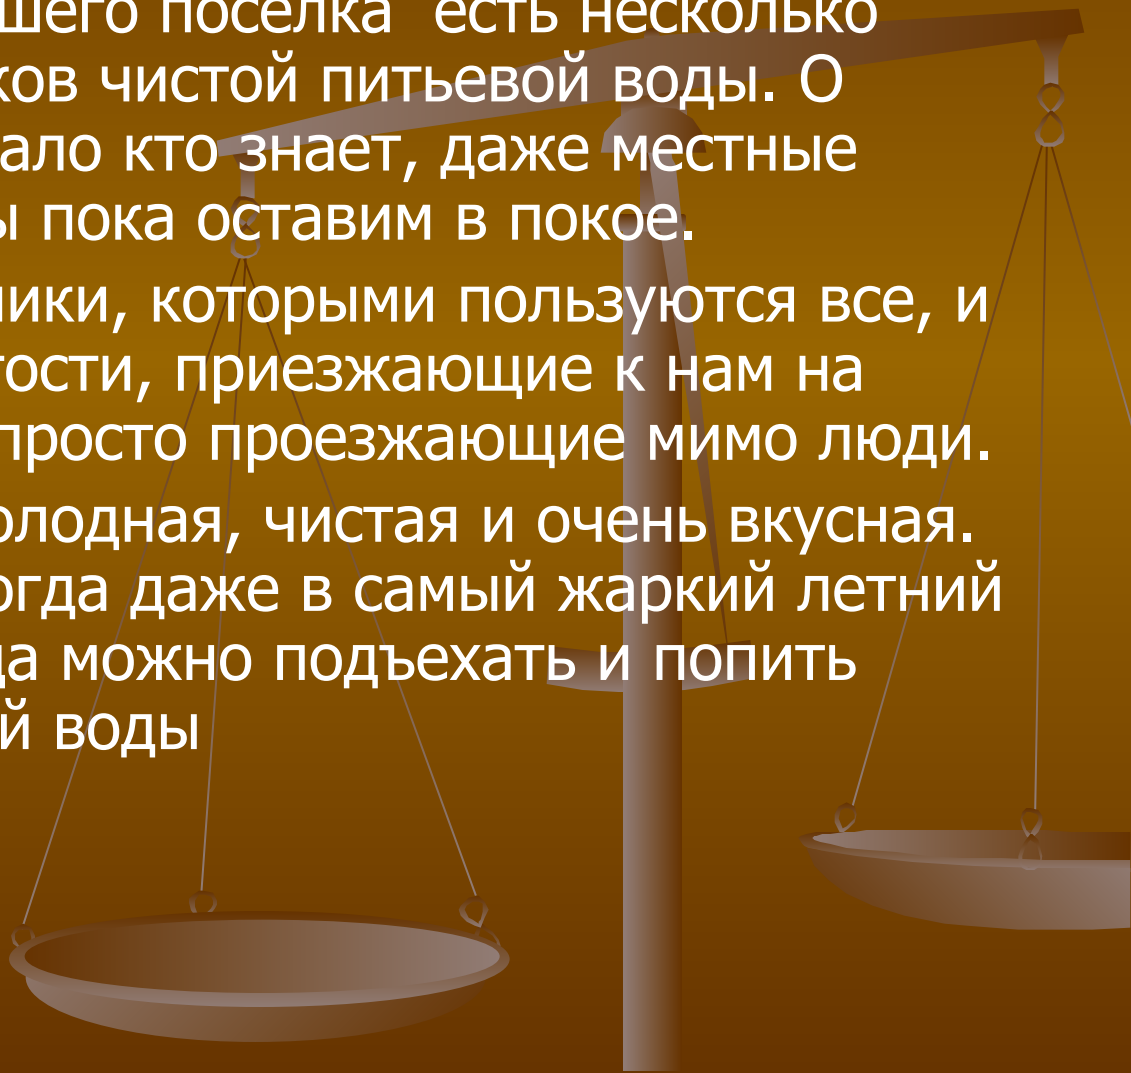 шего поселка есть несколько
ков чистой питьевой воды. О
ало кто знает, даже местные
ы пока оставим в покое.
ики, которыми пользуются все, и
гости, приезжающие к нам на
просто проезжающие мимо люди.
олодная, чистая и очень вкусная.
огда даже в самый жаркий летний
да можно подъехать и попить
й воды